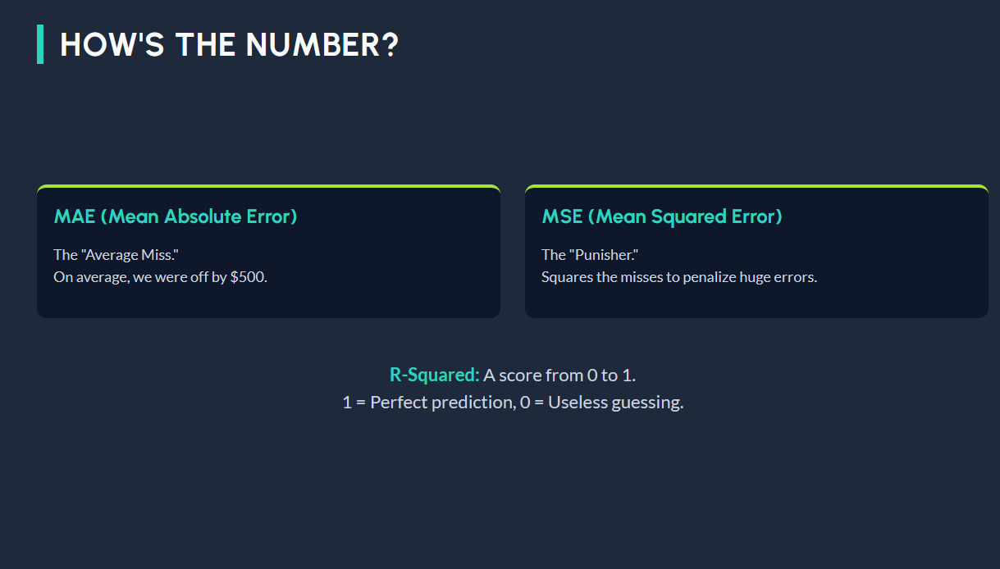 HOW'S THE NUMBER?
MAE (Mean Absolute Error)
The "Average Miss."
On average, we were off by $500.
MSE (Mean Squared Error)
The "Punisher."
Squares the misses to penalize huge errors.
R-Squared: A score from 0 to 1.
1 = Perfect prediction, 0 = Useless guessing.